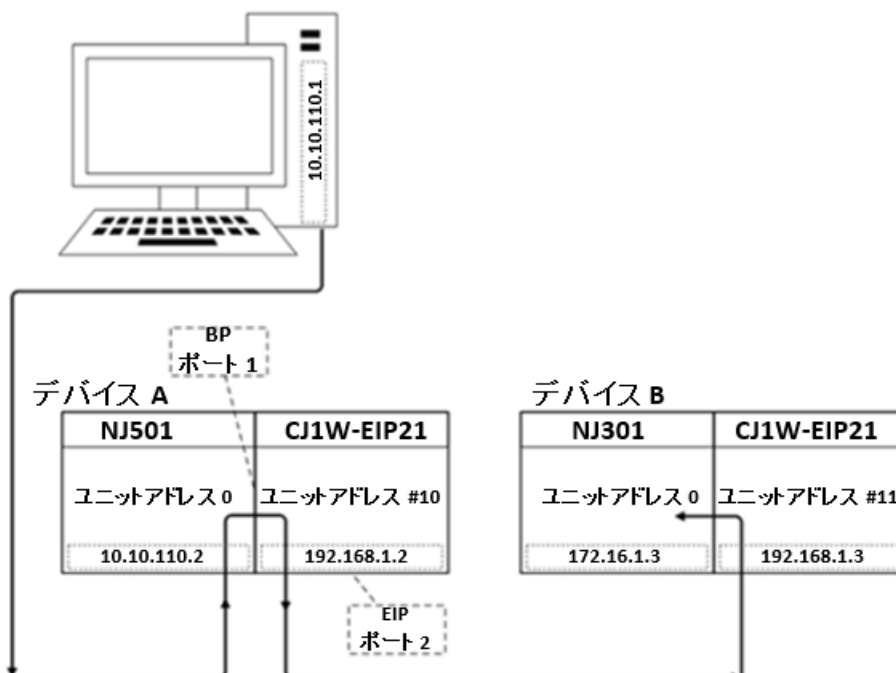 10.10.110.1
BP
ポート 1
デバイス A
NJ501
CJ1W-EIP21
ユニットアドレス 0
ユニットアドレス #10
10.10.110.2
192.168.1.2
EIP
ポート 2
デバイス B
NJ301
CJ1W-EIP21
ユニットアドレス 0
ユニットアドレス #11
172.16.1.3
192.168.1.3